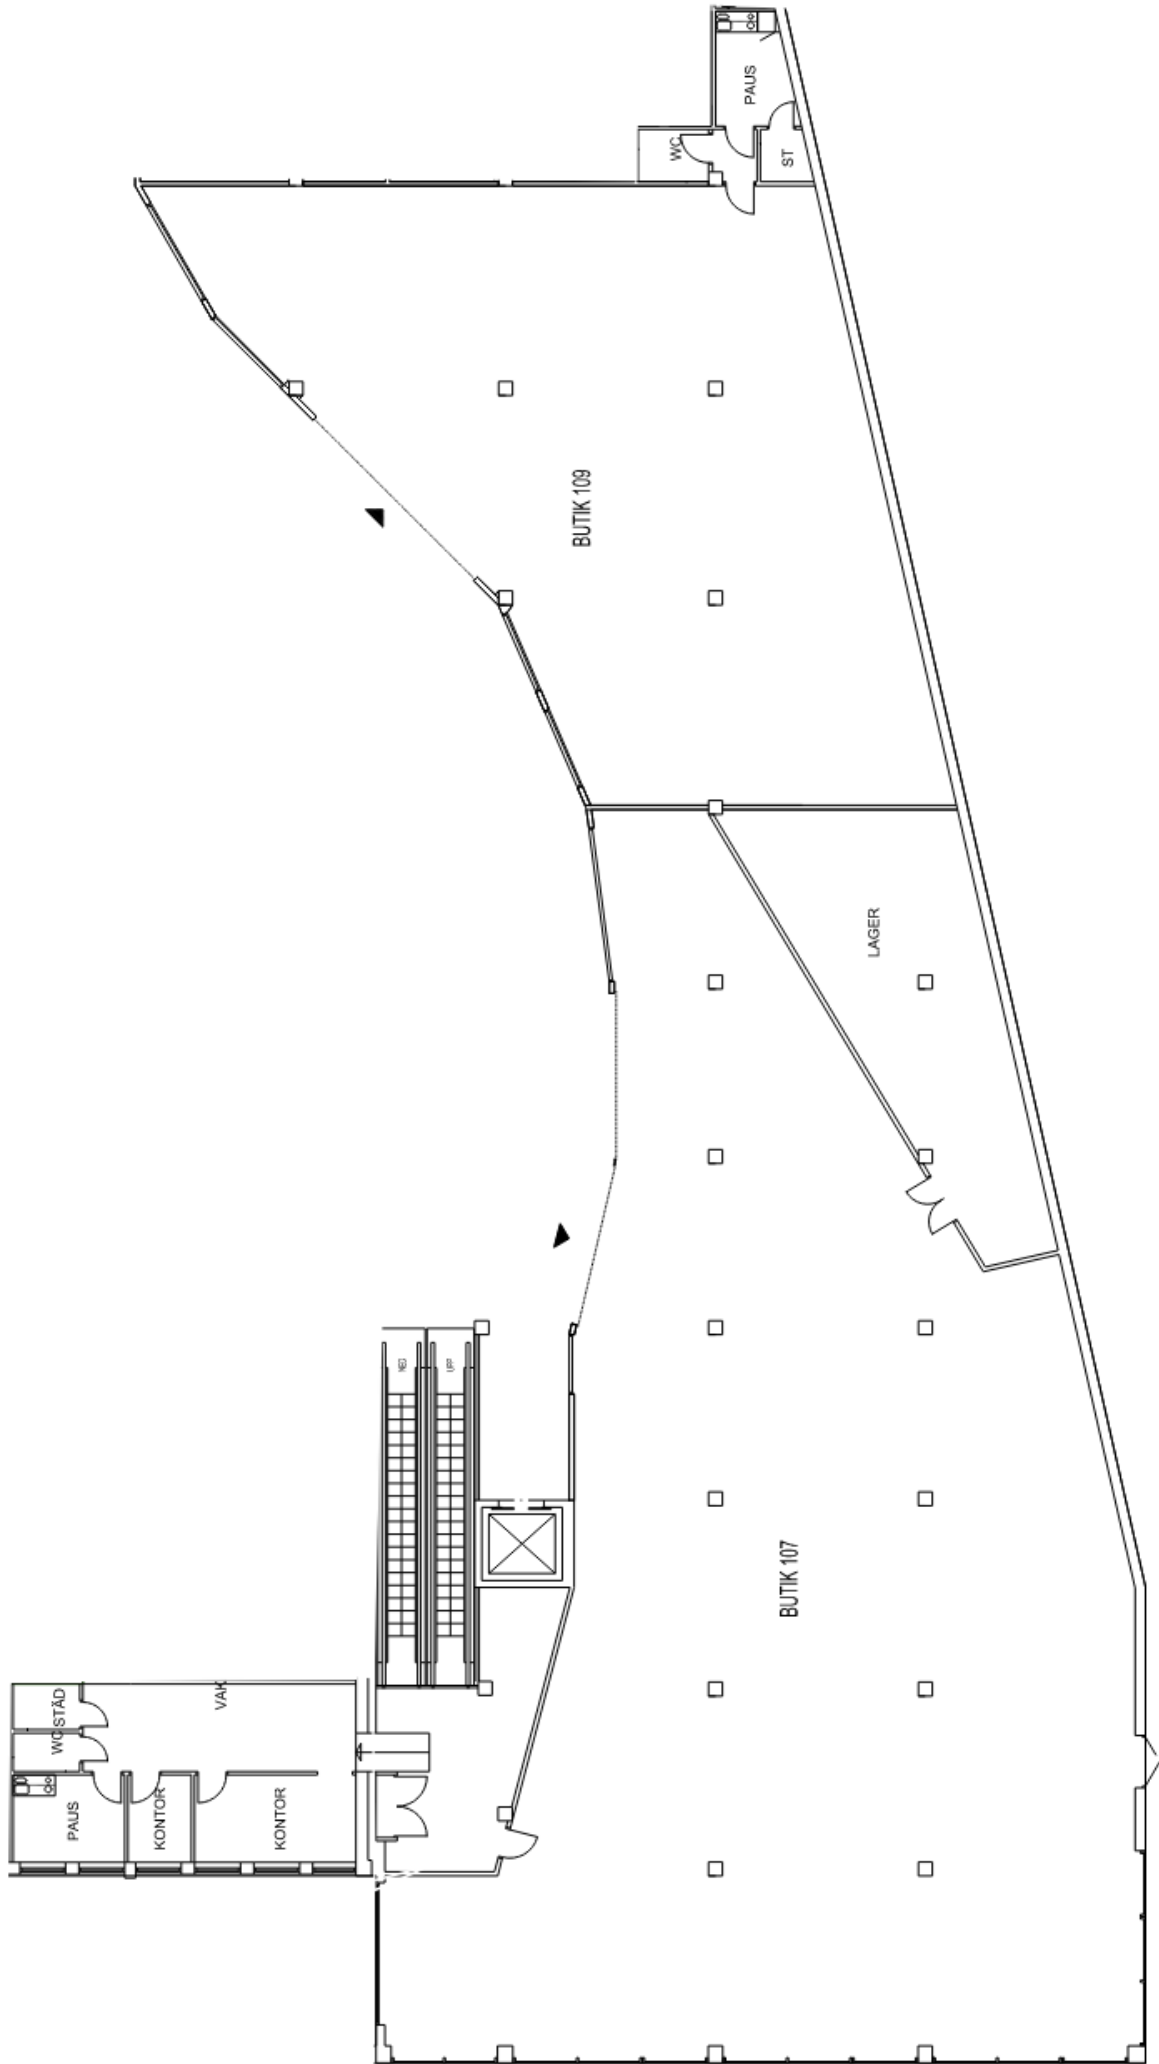 PAUS
WC
ST
BUTIK 109
LAGER
NED
UPP
BUTIK 107
WC STÄD
VAK
PAUS
KONTOR
KONTOR